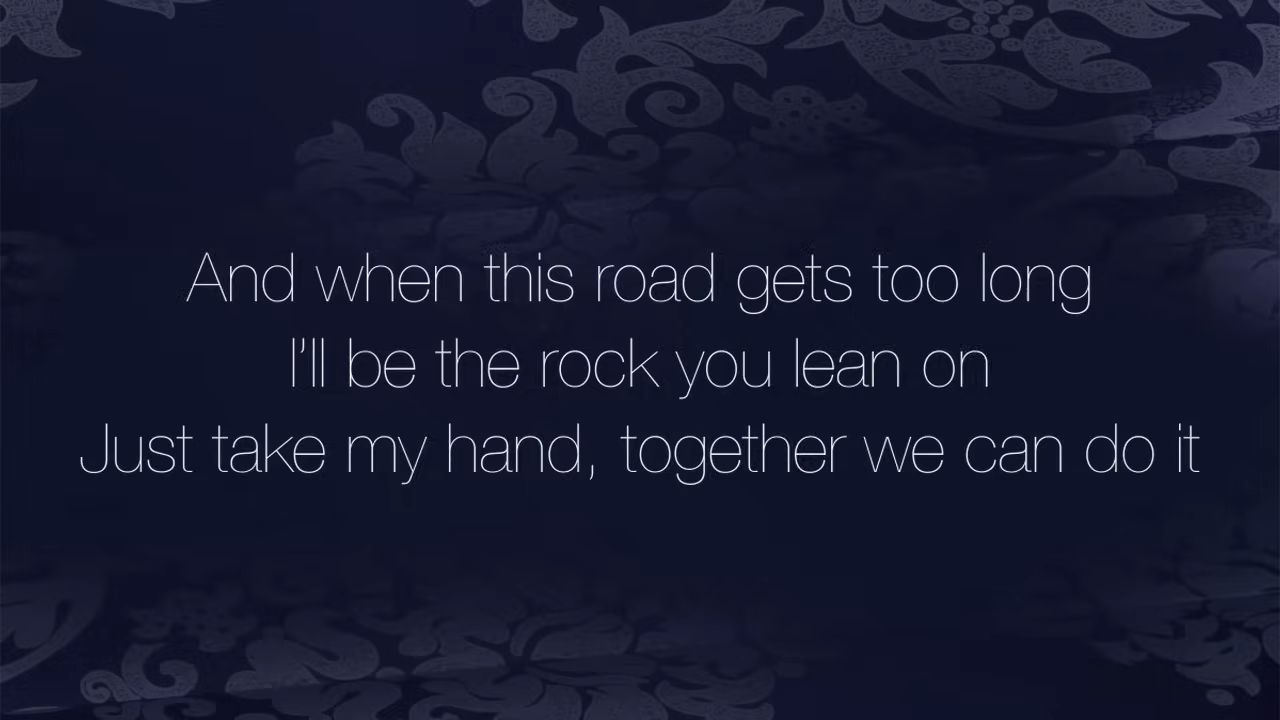 And when this road gets too long
I'll be the rock you lean on
Just take my hand, together we can do it